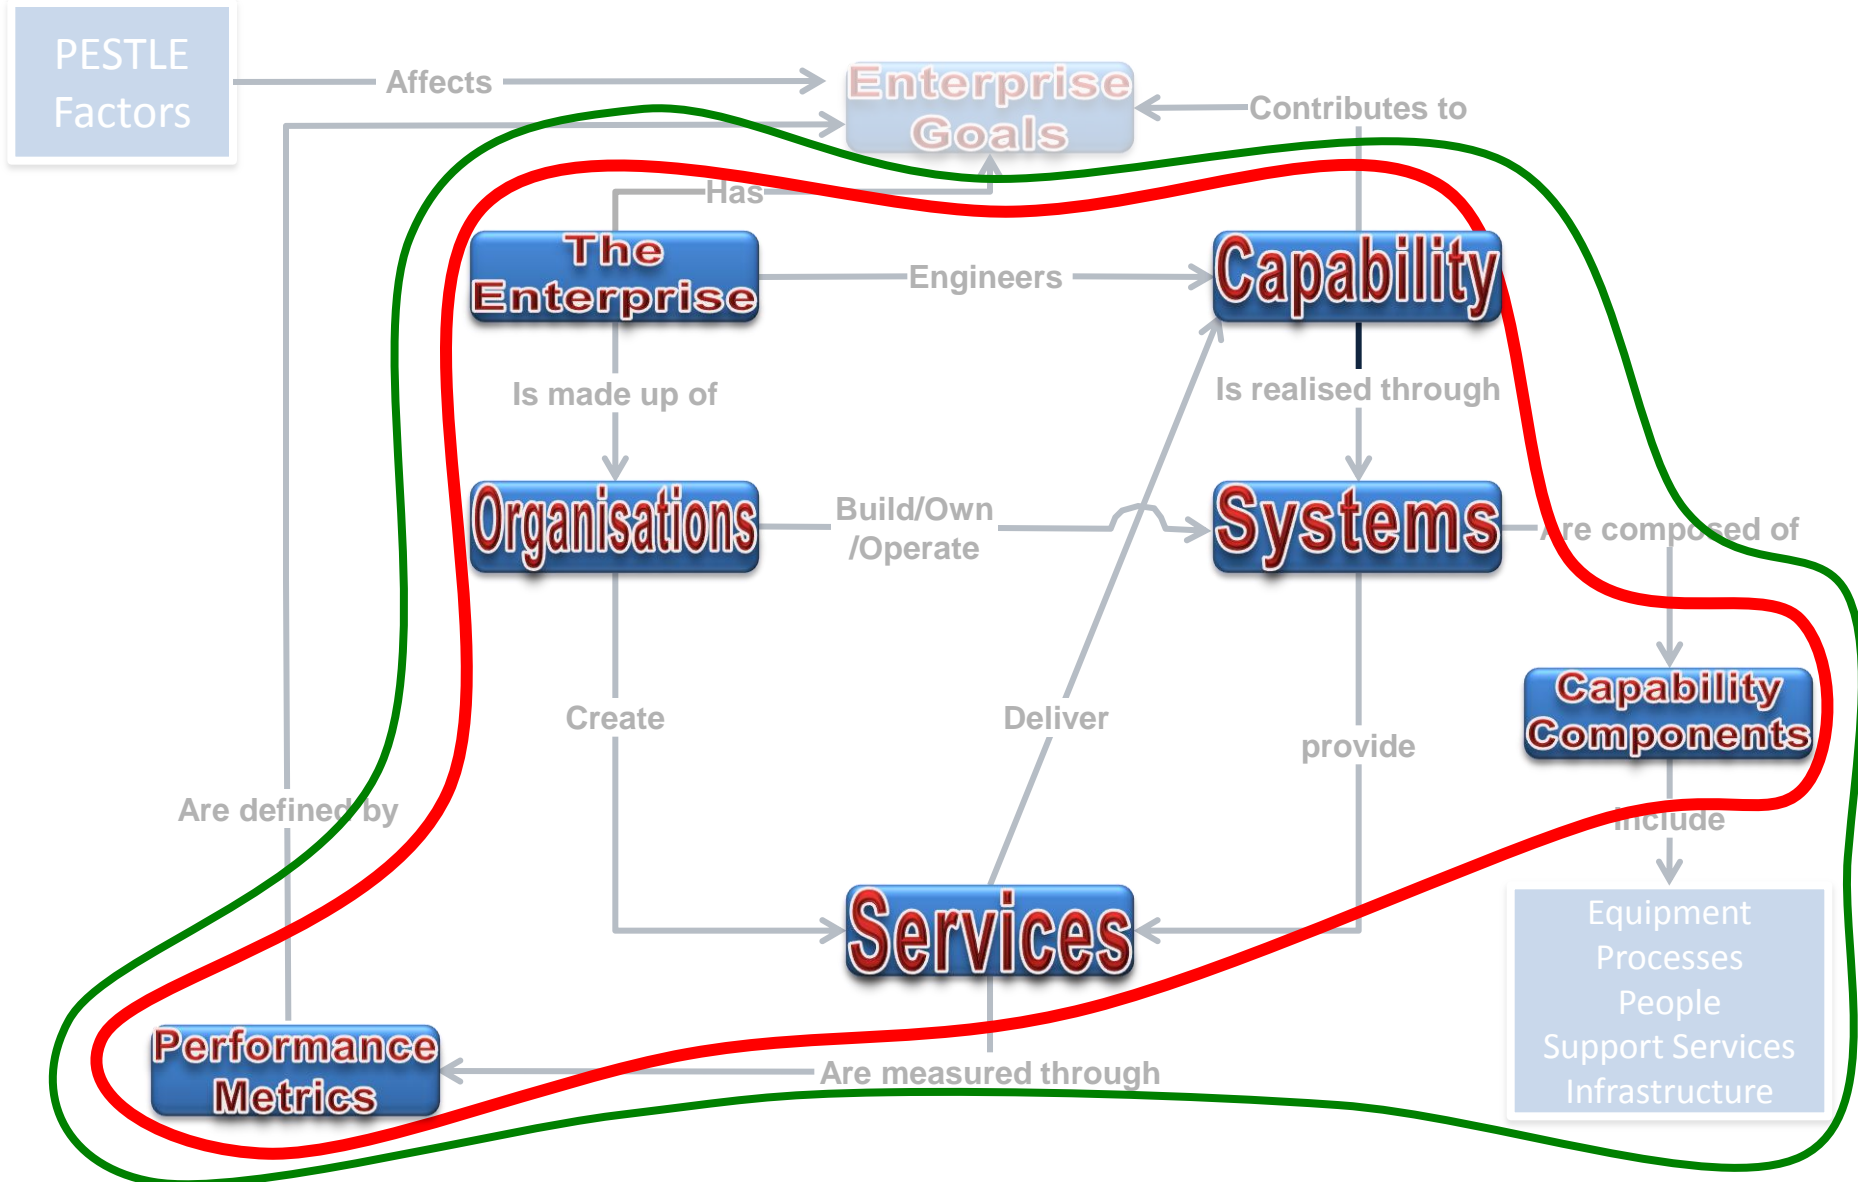 PESTLE
Factors
Affects
Enterprise
Goals
Contributes to
Has
The
Enterprise
Engineers
Capability
Is made up of
Is realised through
Organisations
Build/Own
/Operate
Systems
Are composed of
Capability
Components
Create
Deliver
provide
Are defined by
Include
Services
Equipment
Processes
People
Support Services
Infrastructure
Performance
Metrics
Are measured through